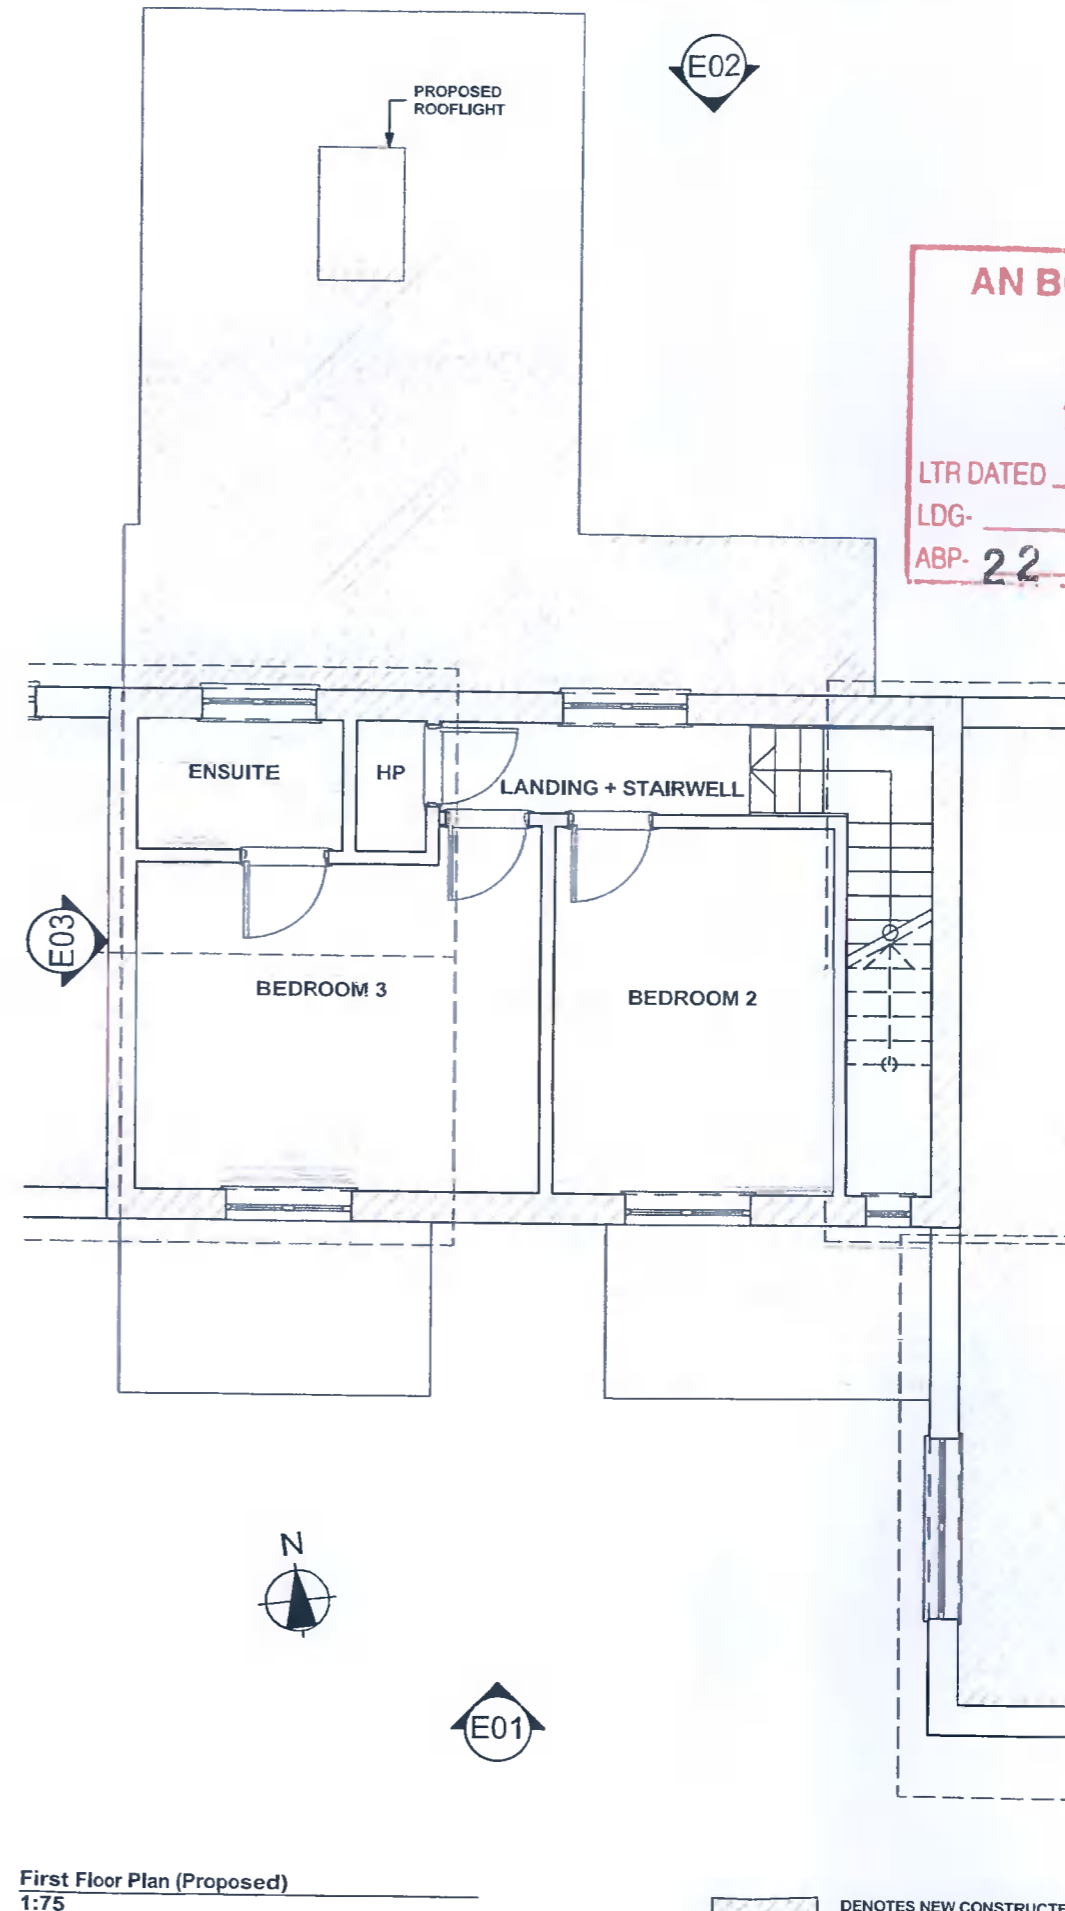 E02
PROPOSED
ROOFLIGHT
AN
LTR DATED
LDG-
ABP- 22
ENSUITE
HP
LANDING + STAIRWELL
E03
BEDROOM 3
BEDROOM 2
N
E01
First Floor Plan (Proposed)
1:75
DENOTES NEW